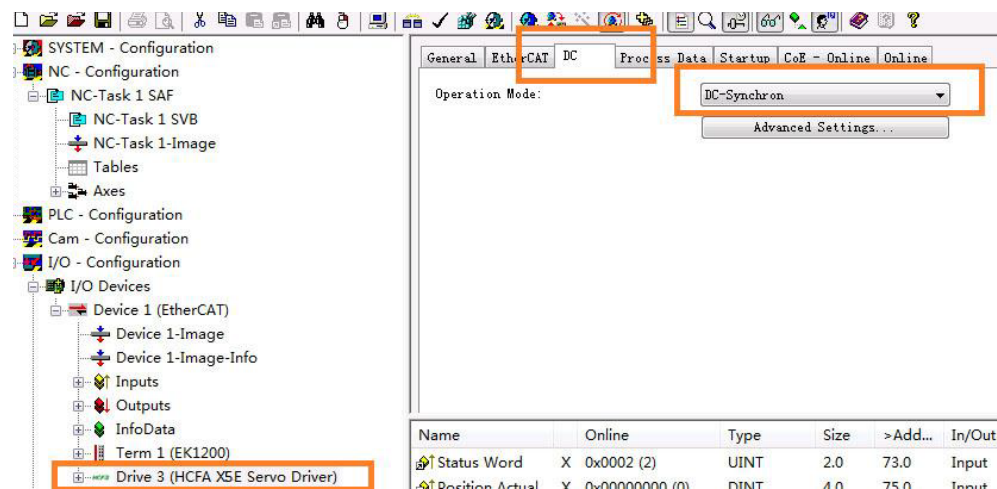 SYSTEM - Configuration
NC - Configuration
NC-Task 1 SAF
NC-Task 1 SVB
NC-Task 1-Image
Tables
Axes
PLC - Configuration
Cam - Configuration
I/O - Configuration
I/O Devices
Device 1 (EtherCAT)
Device 1-Image
Device 1-Image-Info
Inputs
Outputs
InfoData
Term 1 (EK1200)
Drive 3 (HCFA X5E Servo Driver)
General EtherCAT DC Process Data Startup CoE - Online Online
Operation Mode: DC-Synchron
Advanced Settings...
Name Online Type Size >Add... In/Out
Status Word X 0x0002 (2) UINT 2.0 73.0 Input
Position Actual X 0x00000000 (0) DINT 4.0 75.0 Input